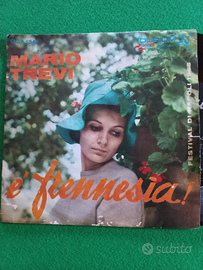 MARIO
TREVI
e' frennesia!
FESTIVAL DI NAPOLI
subito